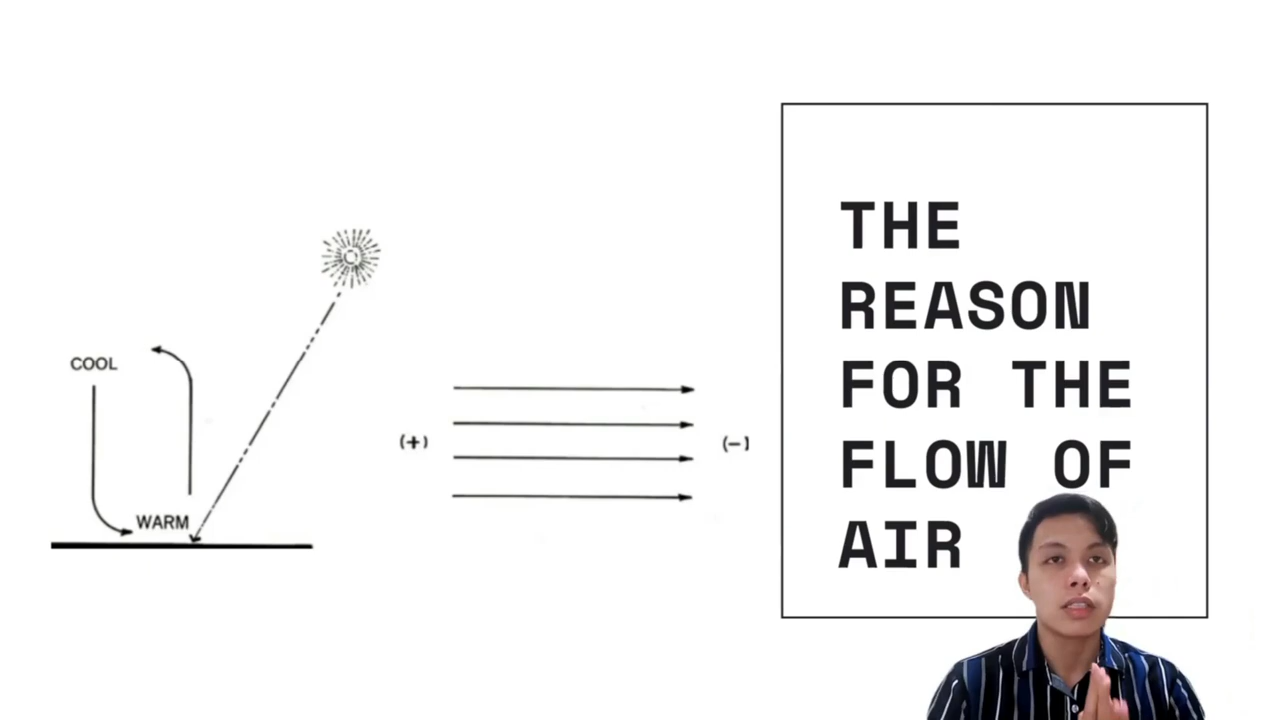 COOL
WARM
(+)
(-)
THE
REASON
FOR THE
FLOW OF
AIR